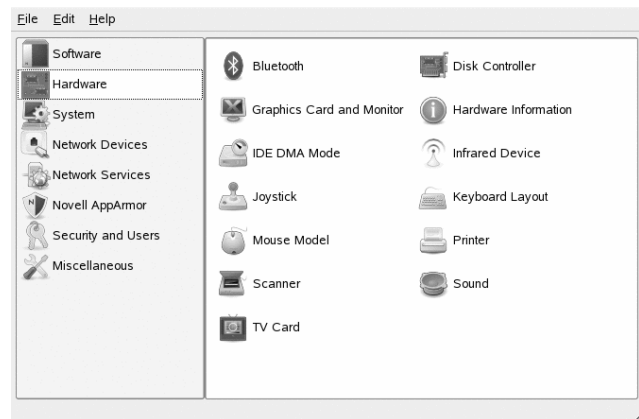 File Edit Help
Software
Hardware
System
Network Devices
Network Services
Novell AppArmor
Security and Users
Miscellaneous
Bluetooth
Disk Controller
Graphics Card and Monitor
Hardware Information
IDE DMA Mode
Infrared Device
Joystick
Keyboard Layout
Mouse Model
Printer
Scanner
Sound
TV Card